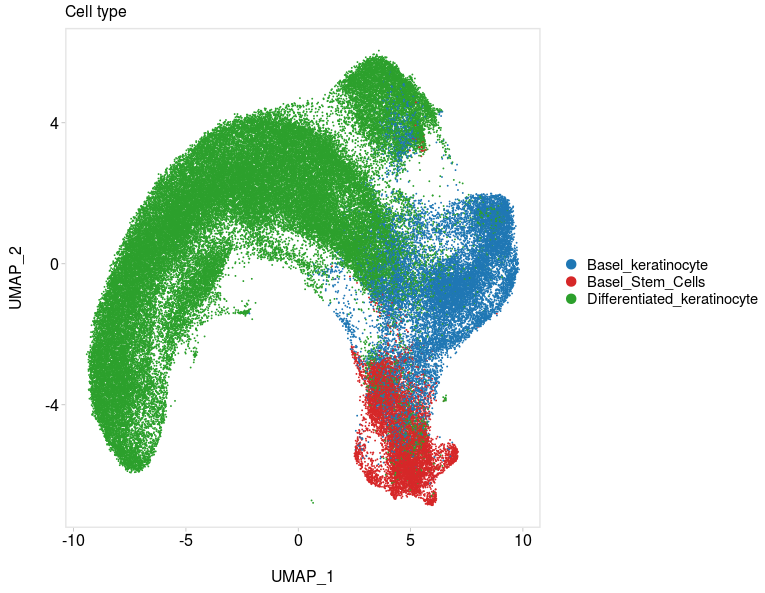 Cell type
4
0
-4
UMAP_2
-10
-5
0
5
10
UMAP_1
Basel_keratinocyte
Basel_Stem_Cells
Differentiated_keratinocyte